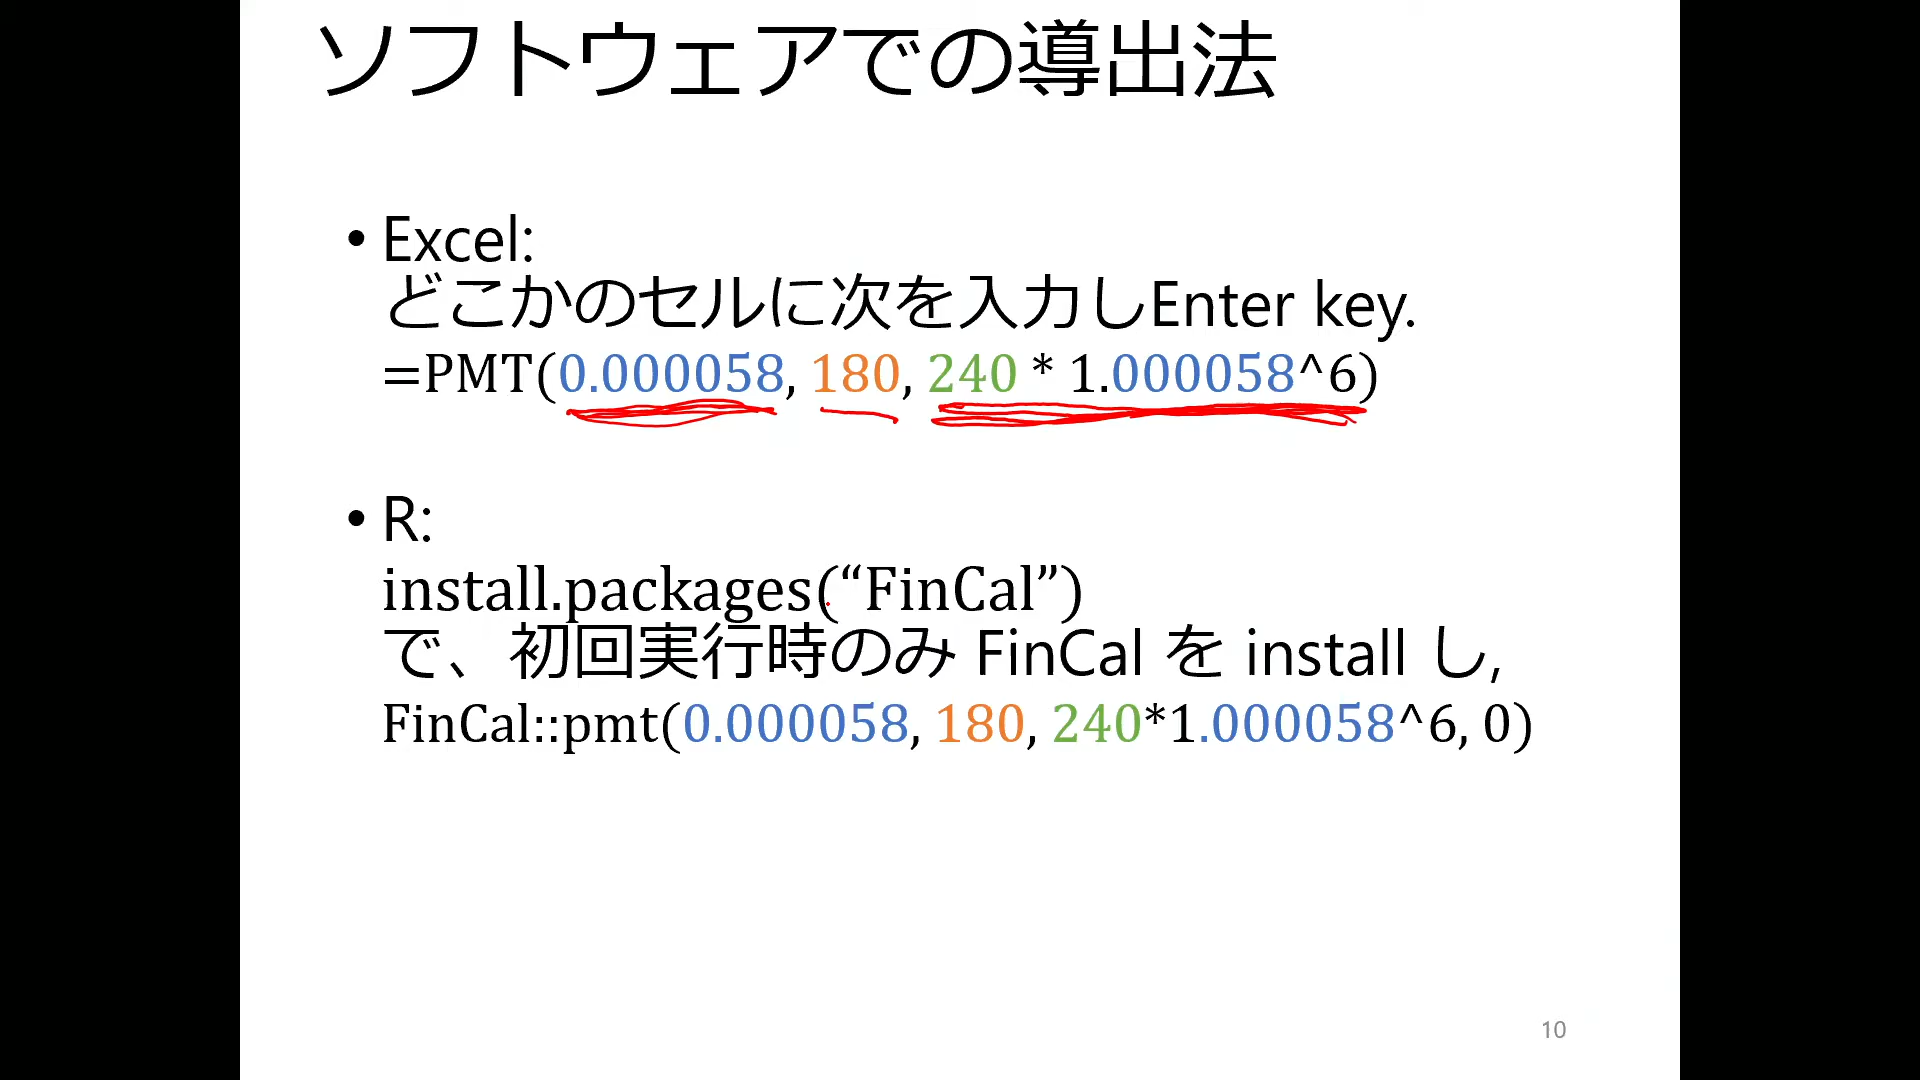 ソフトウェアでの導出法
• Excel:
どこかのセルに次を入力しEnter key.
=PMT(0.000058, 180, 240 * 1.000058^6)
• R:
install.packages(“FinCal”)
で、初回実行時のみ FinCal を install し,
FinCal::pmt(0.000058, 180, 240*1.000058^6, 0)
10